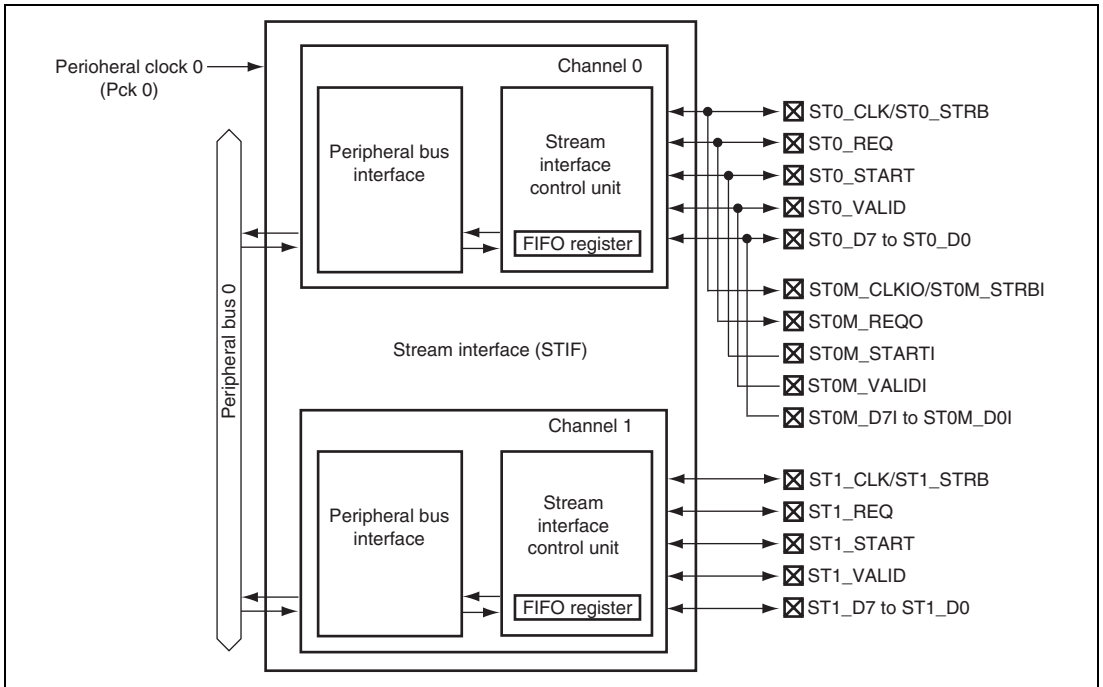 Perioheral clock 0
(Pck 0)
Peripheral bus 0
Channel 0
Peripheral bus
interface
Stream
interface
control unit
FIFO register
ST0_CLK/ST0_STRB
ST0_REQ
ST0_START
ST0_VALID
ST0_D7 to ST0_D0
ST0M_CLKIO/ST0M_STRBI
ST0M_REQO
ST0M_STARTI
ST0M_VALIDI
ST0M_D7I to ST0M_D0I
Stream interface (STIF)
Channel 1
Peripheral bus
interface
Stream
interface
control unit
FIFO register
ST1_CLK/ST1_STRB
ST1_REQ
ST1_START
ST1_VALID
ST1_D7 to ST1_D0